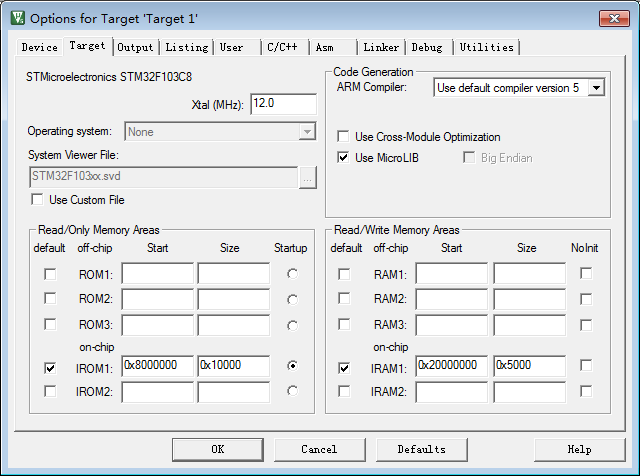 Options for Target 'Target 1'
Device Target Output Listing User C/C++ Asm Linker Debug Utilities
STMicroelectronics STM32F103C8
Xtal (MHz): 12.0
Operating system: None
System Viewer File:
STM32F103xx.svd ...
Use Custom File
Code Generation
ARM Compiler: Use default compiler version 5
Use Cross-Module Optimization
Use MicroLIB Big Endian
Read/Only Memory Areas
default off-chip Start Size Startup
ROM1:
ROM2:
ROM3:
on-chip
IROM1: 0x8000000 0x10000
IROM2:
Read/Write Memory Areas
default off-chip Start Size NoInit
RAM1:
RAM2:
RAM3:
on-chip
IRAM1: 0x20000000 0x5000
IRAM2:
OK Cancel Defaults Help